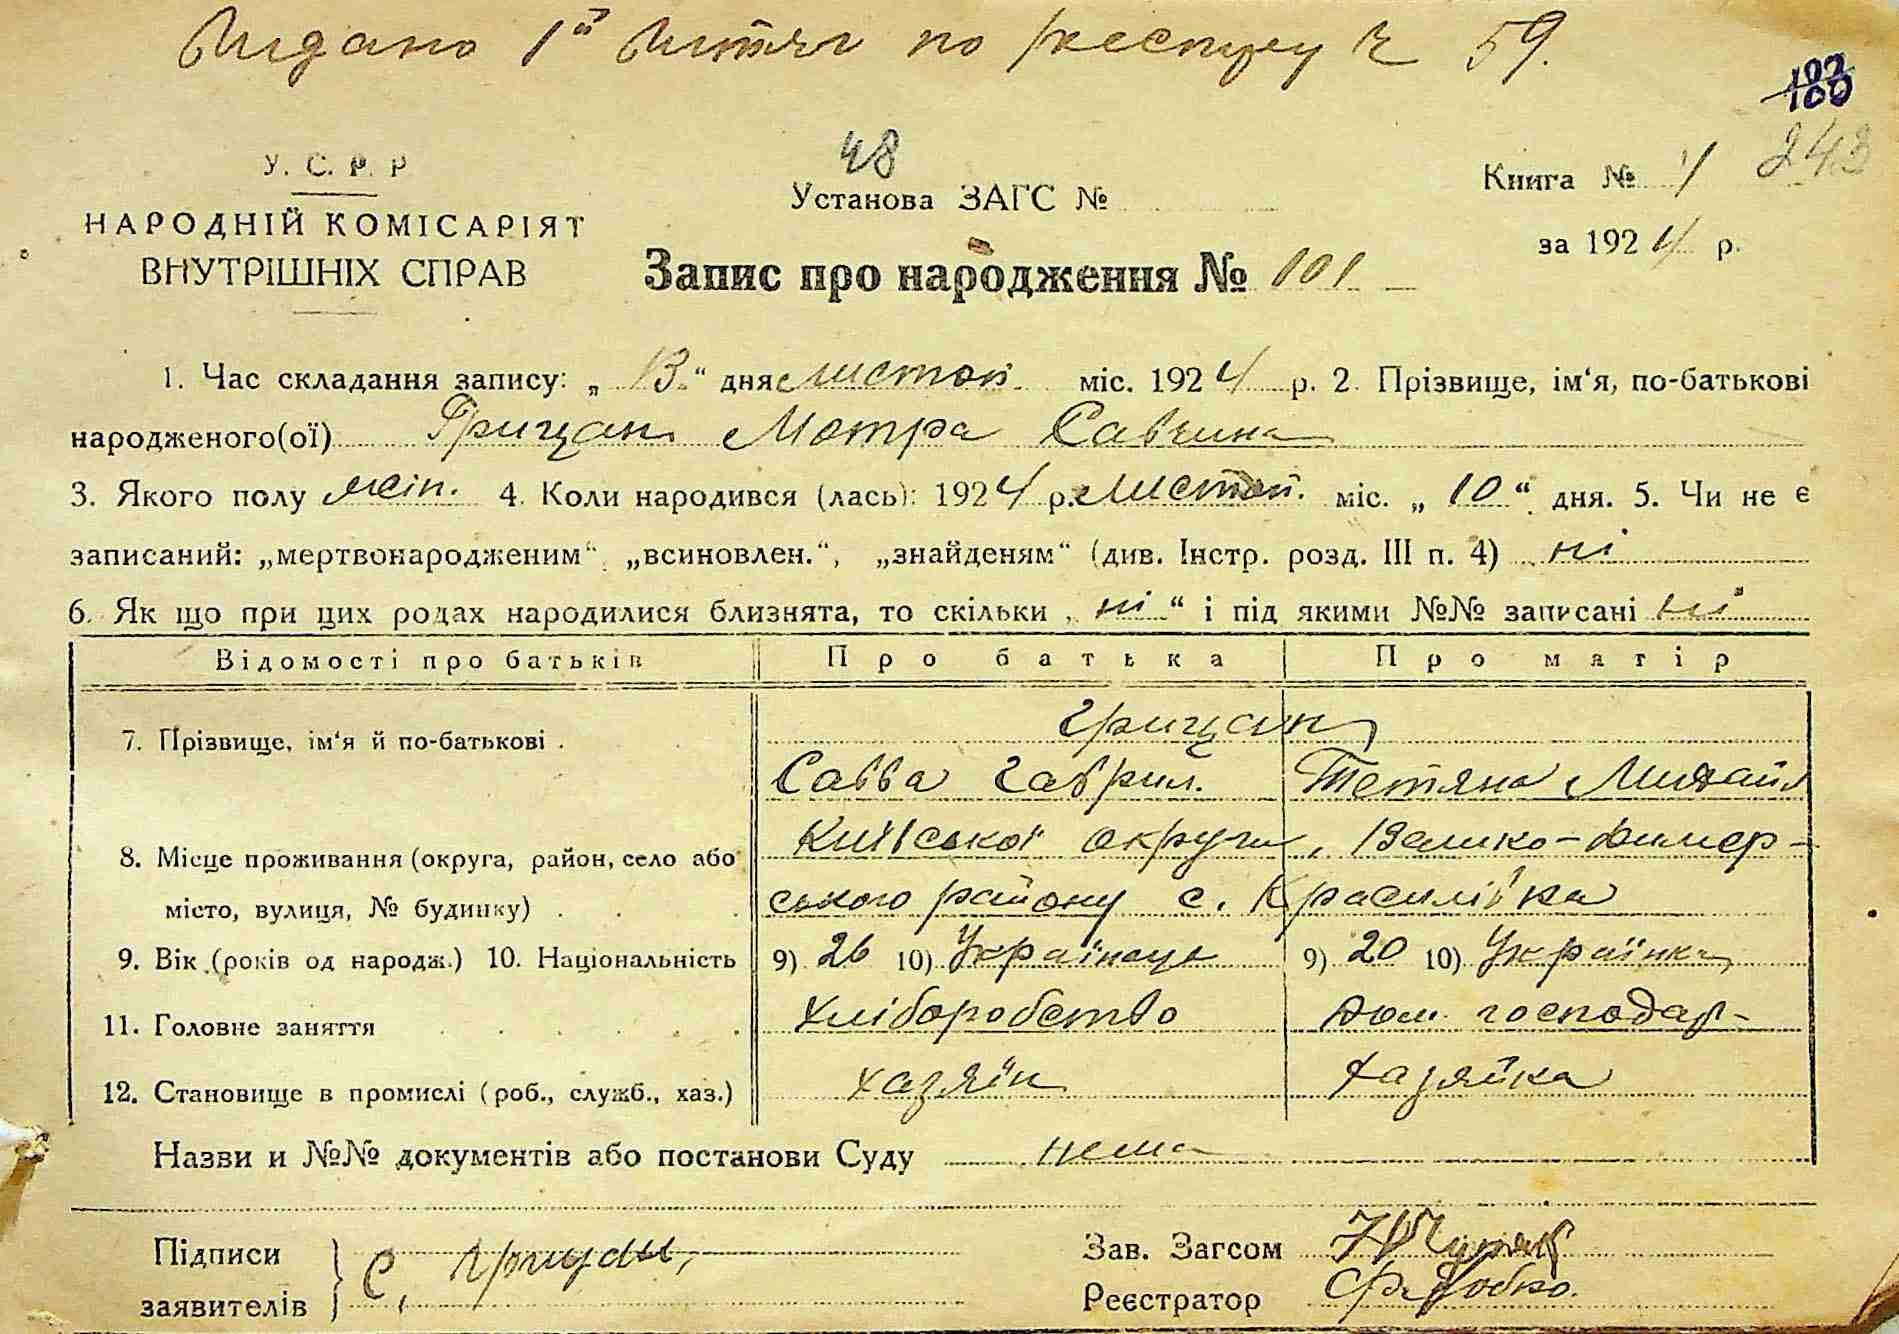 Видано 1й витяг по реєстру ч 59.
100
243
У. С. Р. Р
НАРОДНІЙ КОМІСАРІЯТ
ВНУТРІШНІХ СПРАВ
48
Установа ЗАГС №
Запис про народження № 101
Книга № 1
за 1924 р.
1. Час складання запису: „ 13 “ дня листоп. міс. 1924 р. 2. Прізвище, ім‘я, по-батькові
народженого(ої) Грицан Мотра Саввина
3. Якого полу жін. 4. Коли народився (лась): 1924 р. листоп. міс. „ 10 “ дня. 5. Чи не є
записаний: „мертвонародженим“ „всиновлен.“, „знайденям“ (див. Інстр. розд. III п. 4) ні
6. Як що при цих родах народилися близнята, то скільки „ ні “ і під якими №№ записані ні
Відомості про батьків Про батька Про матір
7. Прізвище, ім‘я й по-батькові . Грицан
Савва Гаврил. Тетяна Михайл
8. Місце проживання (округа, район, село або Київської округи, Велико-Димер-
місто, вулиця, № будинку) . ського району с. Красилівка
9. Вік (років од народж.) 10. Національність 9) 26 10) Українець 9) 20 10) Українка
11. Головне заняття хліборобство дом. господар-
12. Становище в промислі (роб., служб., хаз.) хазяїн хазяйка
Назви и №№ документів або постанови Суду нема
Підписи
заявителів С. Грицан
Зав. Загсом
Реєстратор